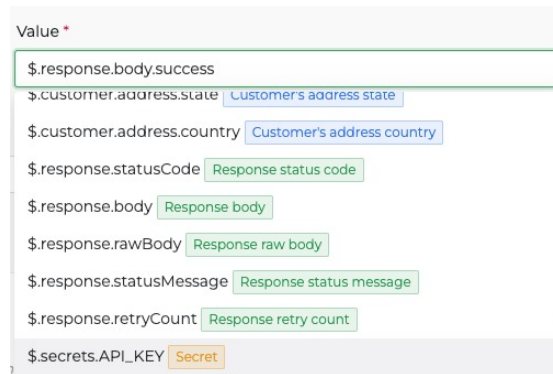 Value *
$.response.body.success
$.customer.address.state Customer's address state
$.customer.address.country Customer's address country
$.response.statusCode Response status code
$.response.body Response body
$.response.rawBody Response raw body
$.response.statusMessage Response status message
$.response.retryCount Response retry count
$.secrets.API_KEY Secret